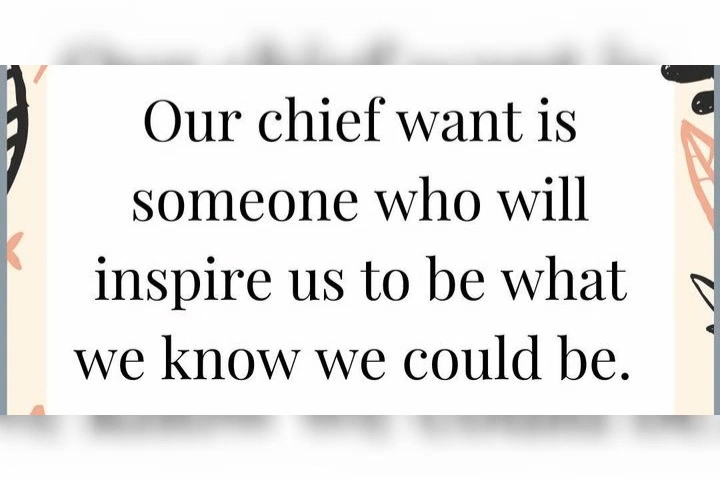 Our chief want is
someone who will
inspire us to be what
we know we could be.